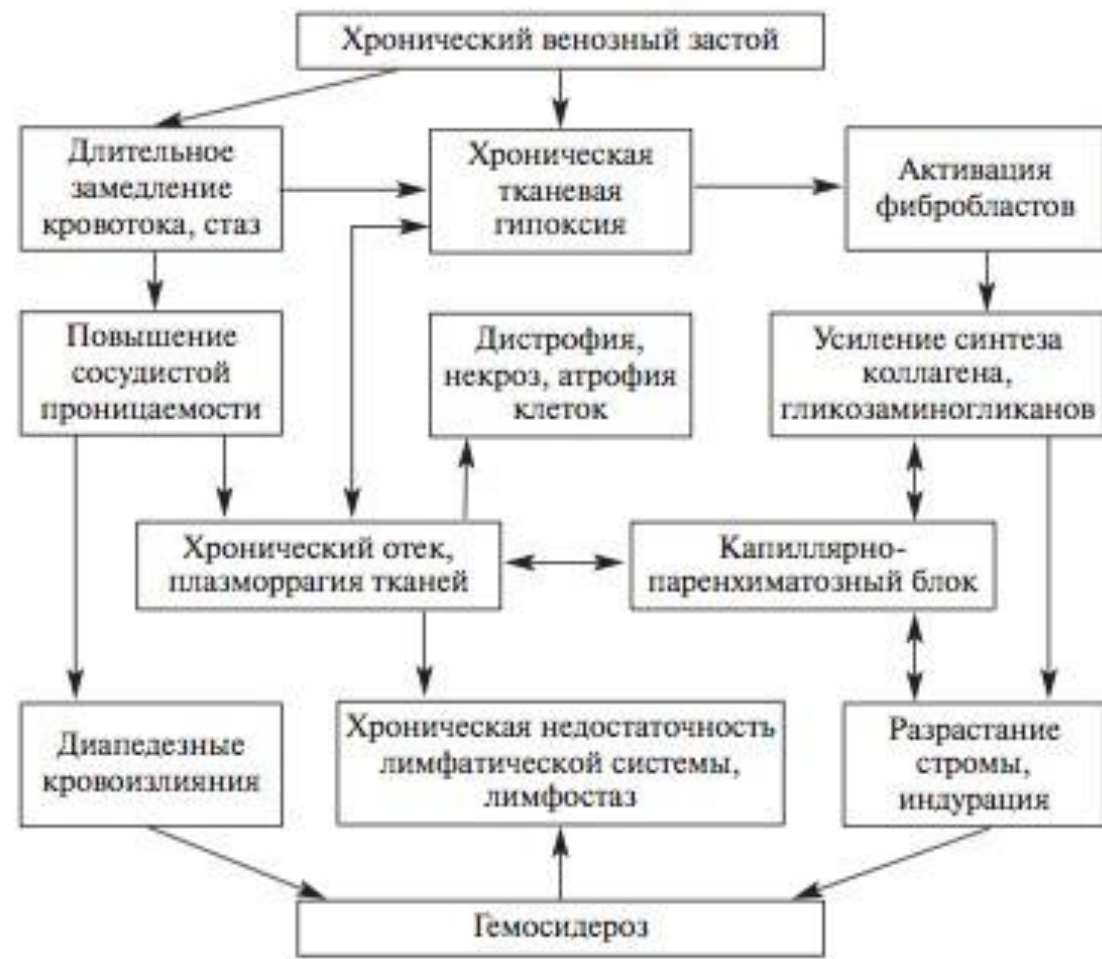 Хронический венозный застой
Длительное
замедление
кровотока, стаз
Хроническая
тканевая
гипоксия
Активация
фибробластов
Повышение
сосудистой
проницаемости
Дистрофия,
некроз, атрофия
клеток
Усиление синтеза
коллагена,
гликозаминогликанов
Хронический отек,
плазморрагия тканей
Капиллярно-
паренхиматозный блок
Диапедезные
кровоизлияния
Хроническая недостаточность
лимфатической системы,
лимфостаз
Разрастание
стромы,
индурация
Гемосидероз